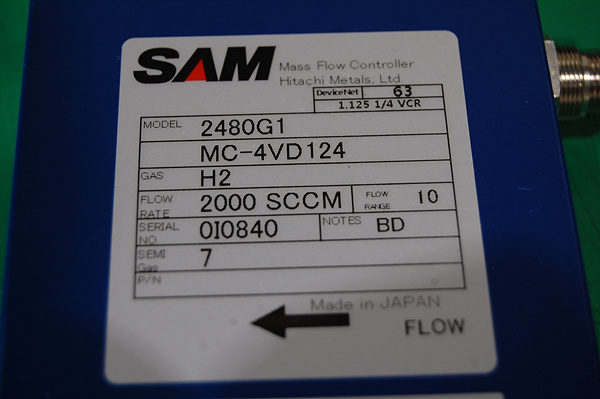 SAM Mass Flow Controller
Hitachi Metals, Ltd
DeviceNet 63
1.125 1/4 VCR
MODEL 2480G1
MC-4VD124
GAS H2
FLOW RATE 2000 SCCM FLOW RANGE 10
SERIAL NO 0I0840 NOTES BD
SEMI Gas 7
P/N
Made in JAPAN
FLOW